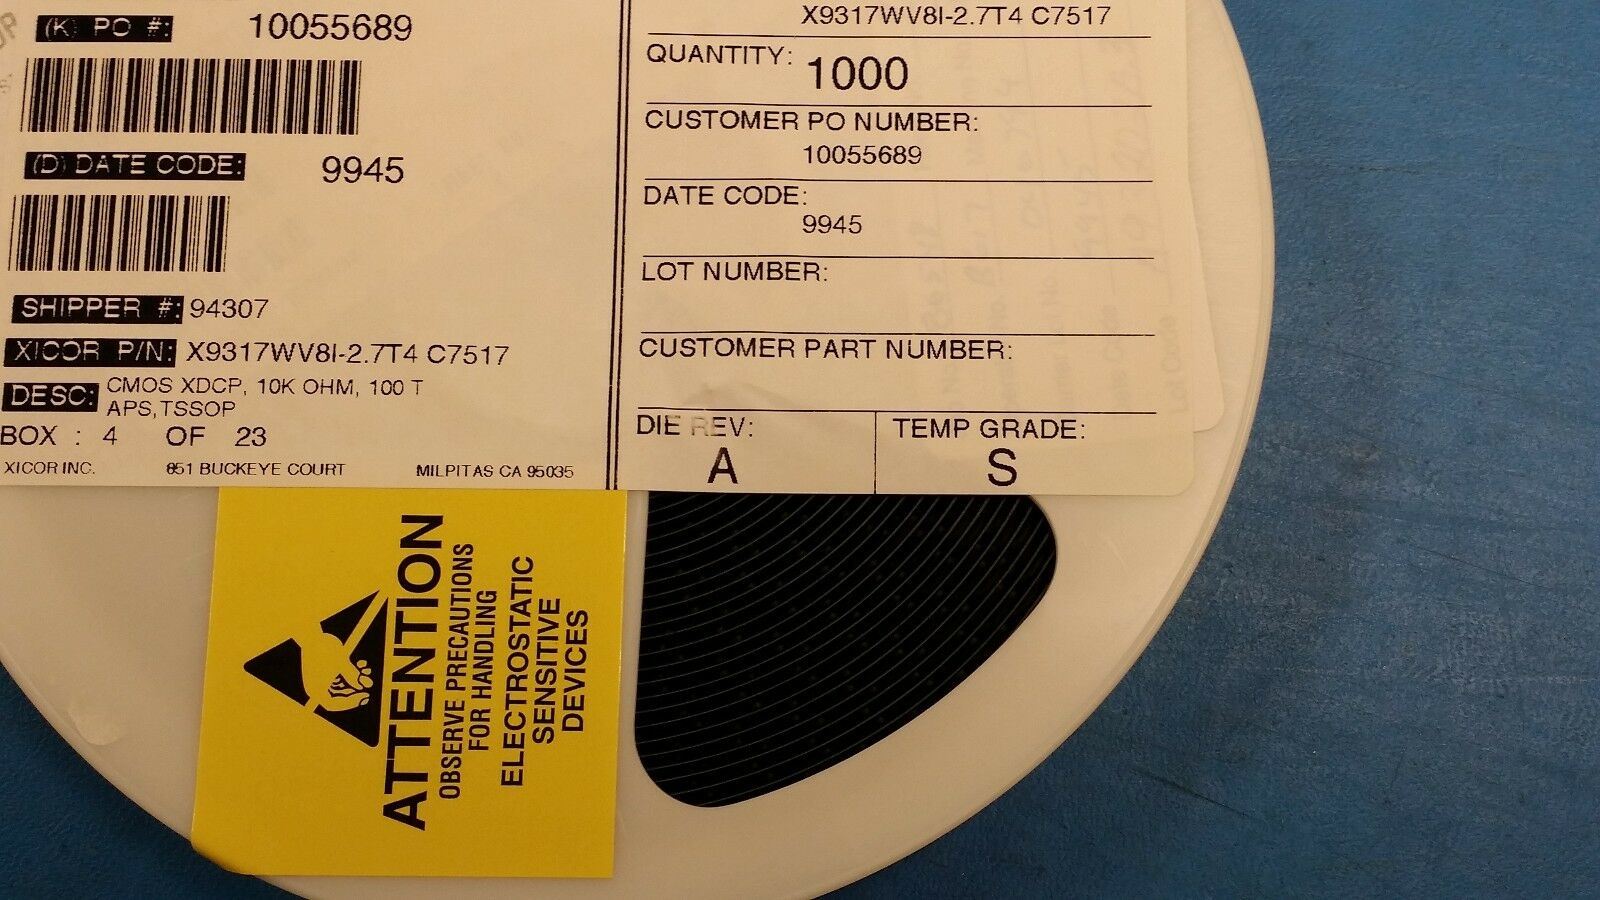 (K) PO #: 10055689
(D) DATE CODE: 9945
SHIPPER #: 94307
XICOR P/N: X9317WV8I-2.7T4 C7517
DESC: CMOS XDCP, 10K OHM, 100 T
APS,TSSOP
BOX : 4 OF 23
XICOR INC. 851 BUCKEYE COURT MILPITAS CA 95035
X9317WV8I-2.7T4 C7517
QUANTITY: 1000
CUSTOMER PO NUMBER:
10055689
DATE CODE:
9945
LOT NUMBER:
CUSTOMER PART NUMBER:
DIE REV:
A
TEMP GRADE:
S
ATTENTION
OBSERVE PRECAUTIONS
FOR HANDLING
ELECTROSTATIC
SENSITIVE
DEVICES